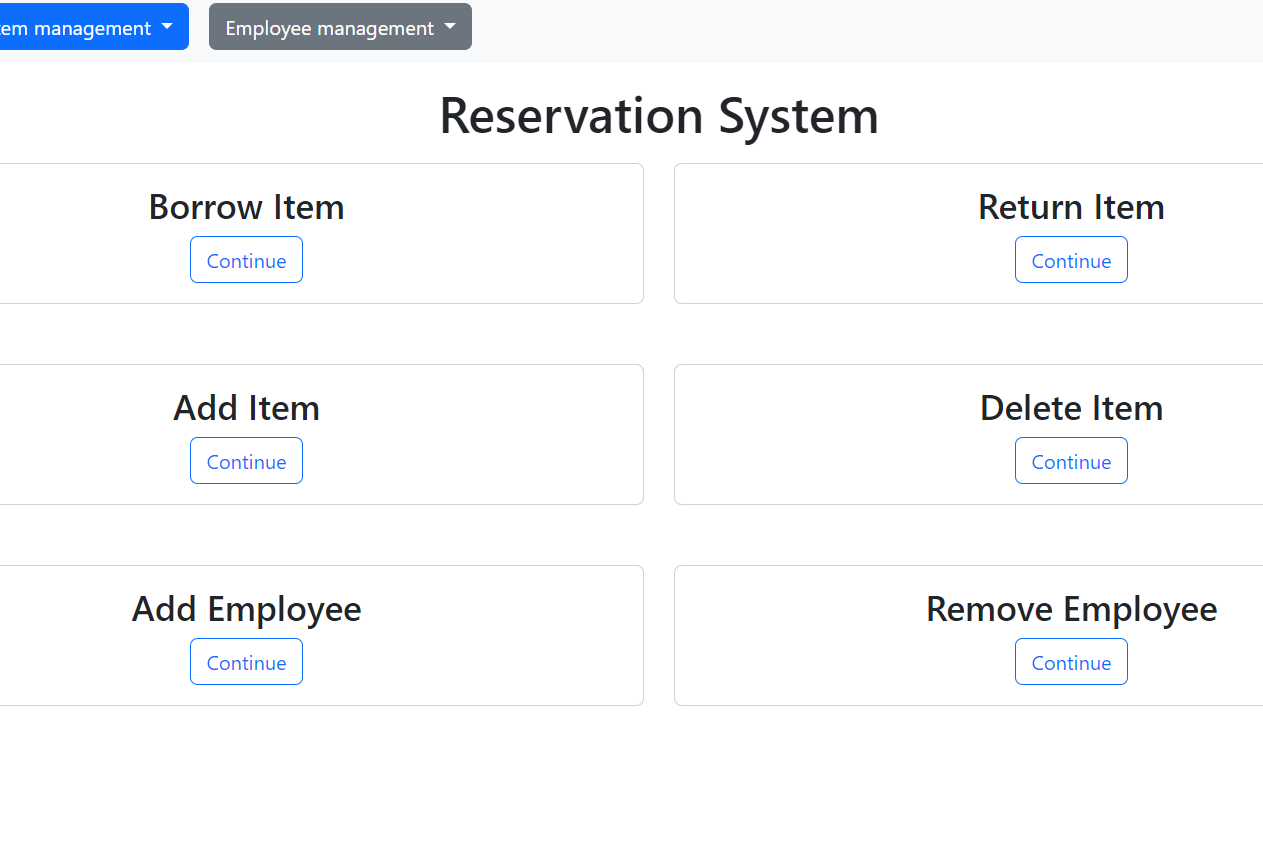 management Employee management
Reservation System
Borrow Item Return Item
Continue Continue
Add Item Delete Item
Continue Continue
Add Employee Remove Employee
Continue Continue